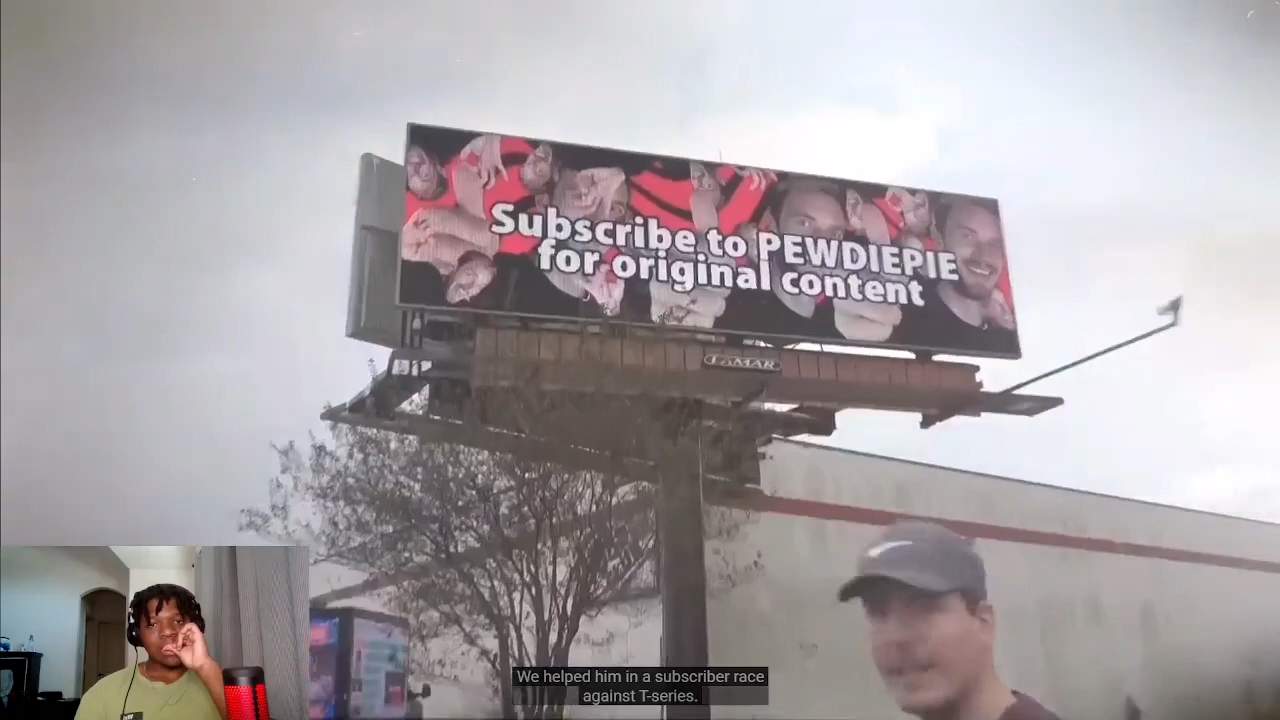 Subscribe to PEWDIEPIE
for original content
LAMAR
We helped him in a subscriber race
against T-series.